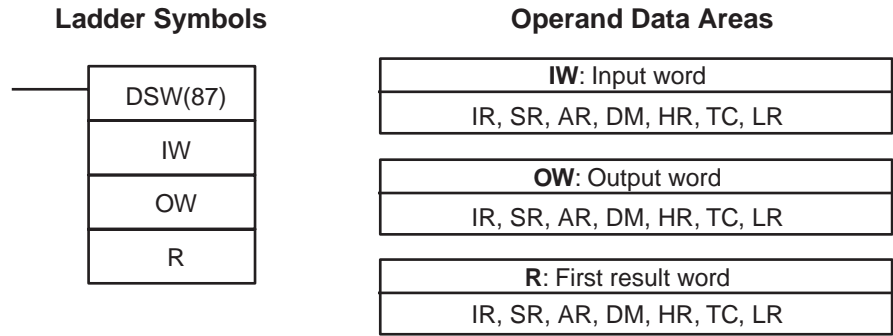 Ladder Symbols
DSW(87)
IW
OW
R
Operand Data Areas
IW: Input word
IR, SR, AR, DM, HR, TC, LR
OW: Output word
IR, SR, AR, DM, HR, TC, LR
R: First result word
IR, SR, AR, DM, HR, TC, LR